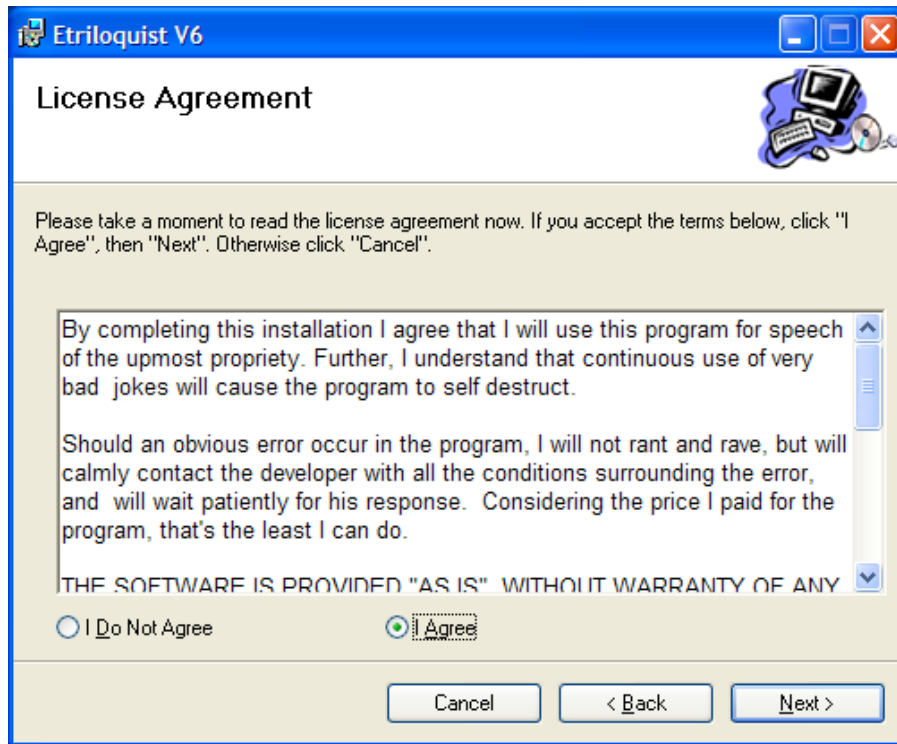 Etriloquist V6
License Agreement
Please take a moment to read the license agreement now. If you accept the terms below, click "I
Agree", then "Next". Otherwise click "Cancel".
By completing this installation I agree that I will use this program for speech
of the upmost propriety. Further, I understand that continuous use of very
bad  jokes will cause the program to self destruct.
Should an obvious error occur in the program, I will not rant and rave, but will
calmly contact the developer with all the conditions surrounding the error,
and  will wait patiently for his response.  Considering the price I paid for the
program, that's the least I can do.
THE SOFTWARE IS PROVIDED "AS IS", WITHOUT WARRANTY OF ANY
I Do Not Agree
I Agree
Cancel
< Back
Next >